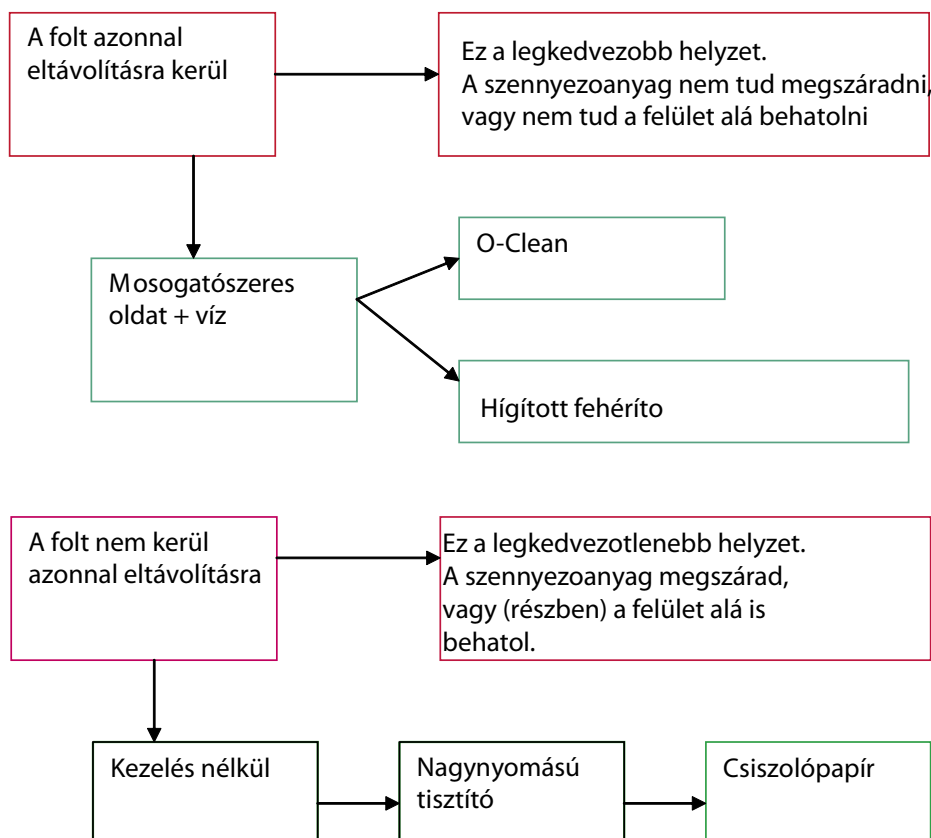 A folt azonnal
eltávolításra kerül
Ez a legkedvezobb helyzet.
A szennyezoanyag nem tud megszáradni,
vagy nem tud a felület alá behatolni
Mosogatószeres
oldat + víz
O-Clean
Hígított fehéríto
A folt nem kerül
azonnal eltávolításra
Ez a legkedvezotlenebb helyzet.
A szennyezoanyag megszárad,
vagy (részben) a felület alá is
behatol.
Kezelés nélkül
Nagynyomású
tisztító
Csiszolópapír